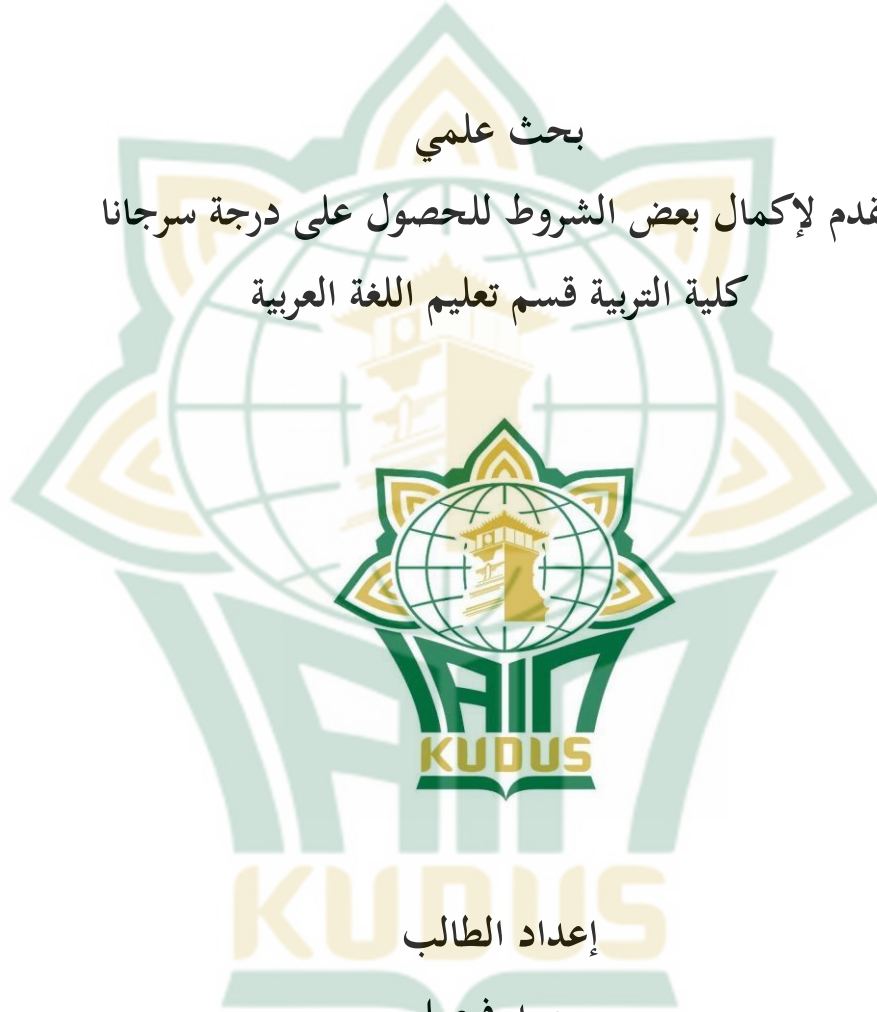 بحث علمي
لإكمال بعض الشروط للحصول على درجة سرجانا
كلية التربية قسم تعليم اللغة العربية
IAIN
KUDUS
KUDUS
إعداد الطالب